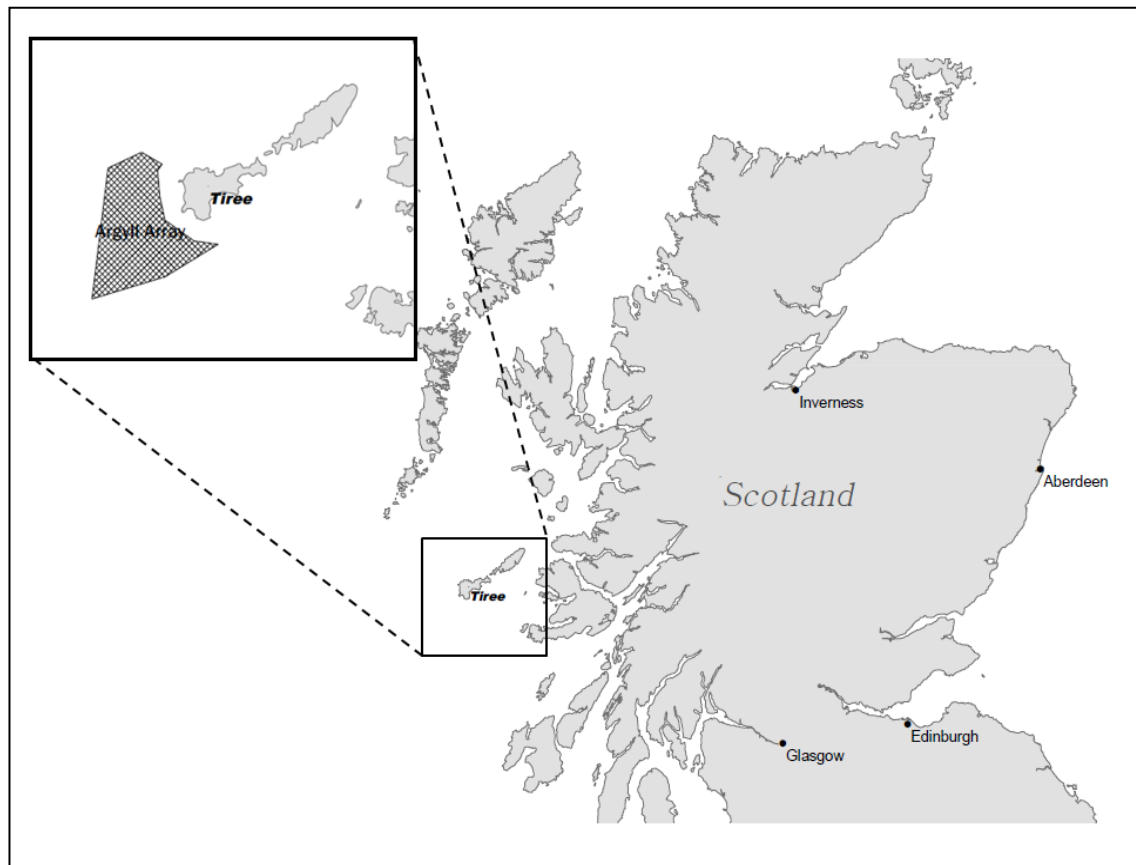 Tiree
Argyll Array
Inverness
Aberdeen
Scotland
Tiree
Edinburgh
Glasgow